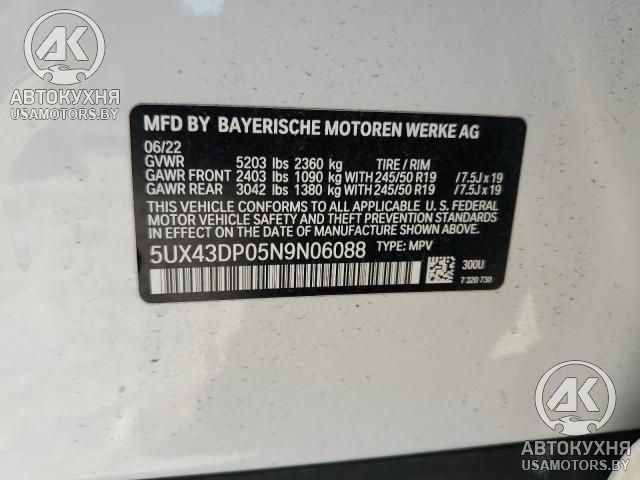 AK
АВТОКУХНЯ
USAMOTORS.BY
MFD BY BAYERISCHE MOTOREN WERKE AG
06/22
GVWR 5203 lbs 2360 kg TIRE / RIM
GAWR FRONT 2403 lbs 1090 kg WITH 245/50 R19 /7.5J x 19
GAWR REAR 3042 lbs 1380 kg WITH 245/50 R19 /7.5J x 19
THIS VEHICLE CONFORMS TO ALL APPLICABLE U. S. FEDERAL
MOTOR VEHICLE SAFETY AND THEFT PREVENTION STANDARDS
IN EFFECT ON THE DATE OF MANUFACTURE SHOWN ABOVE.
5UX43DP05N9N06088 TYPE: MPV
300U
7 320 730
AK
АВТОКУХНЯ
USAMOTORS.BY